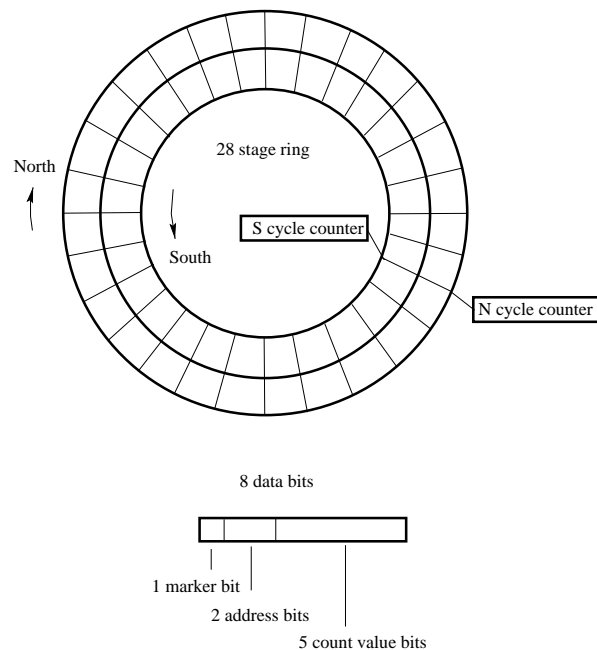 28 stage ring
North
S cycle counter
South
N cycle counter
8 data bits
1 marker bit
2 address bits
5 count value bits